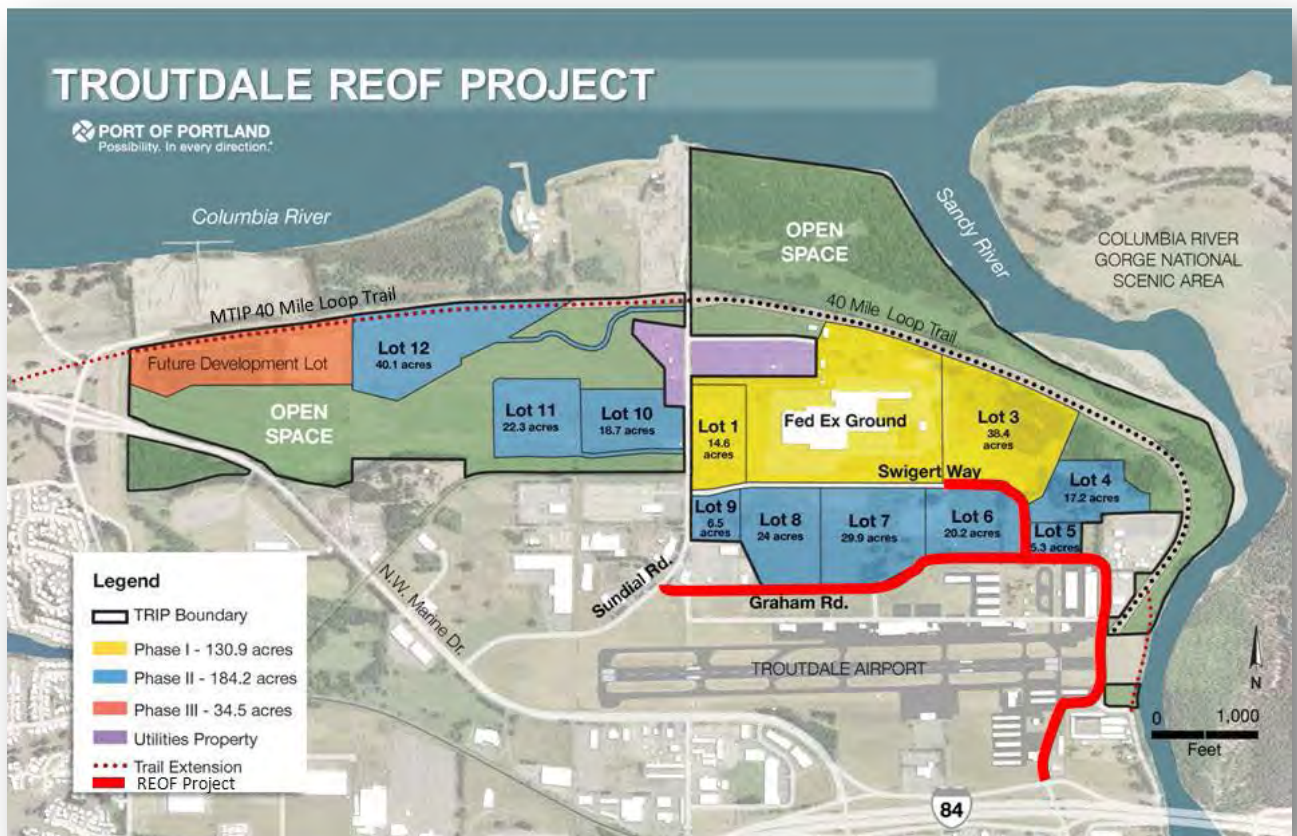 TROUTDALE REOF PROJECT
PORT OF PORTLAND
Possibility. In every direction.®
Columbia River
Sandy River
OPEN
SPACE
COLUMBIA RIVER
GORGE NATIONAL
SCENIC AREA
MTIP 40 Mile Loop Trail
40 Mile Loop Trail
Future Development Lot
Lot 12
40.1 acres
OPEN
SPACE
Lot 11
22.3 acres
Lot 10
18.7 acres
Lot 1
14.6
acres
Fed Ex Ground
Lot 3
38.4
acres
Swigert Way
Lot 4
17.2 acres
Lot 9
6.5
acres
Lot 8
24 acres
Lot 7
29.9 acres
Lot 6
20.2 acres
Lot 5
5.3 acres
Sundial Rd.
Graham Rd.
N.W. Marine Dr.
TROUTDALE AIRPORT
Legend
TRIP Boundary
Phase I - 130.9 acres
Phase II - 184.2 acres
Phase III - 34.5 acres
Utilities Property
Trail Extension
REOF Project
N
0 1,000
Feet
84